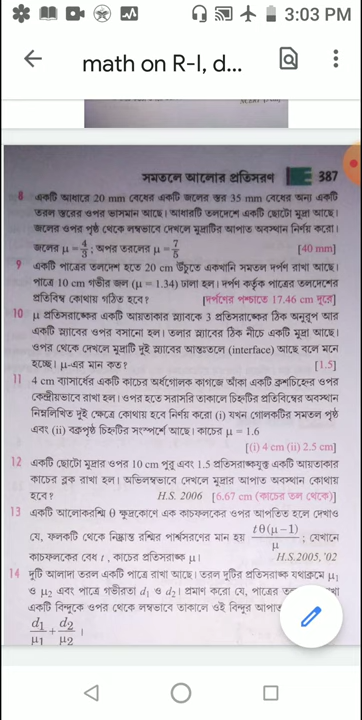 3:03 PM
math on R-I, d...
সমতলে আলোর প্রতিসরণ 387
8 একটি আধারে 20 mm বেধের একটি জলের স্তর 35 mm বেধের অন্য একটি
তরল স্তরের ওপর ভাসমান আছে। আধারটি তলদেশে একটি ছোটো মুদ্রা আছে।
জলের ওপর পৃষ্ঠ থেকে লম্বভাবে দেখলে মুদ্রাটির আপাত অবস্থান নির্ণয় করো।
জলের μ = 4/3; অপর তরলের μ = 7/5 [40 mm]
9 একটি পাত্রের তলদেশ হতে 20 cm উঁচুতে একখানি সমতল দর্পণ রাখা আছে।
পাত্রে 10 cm গভীর জল (μ = 1.34) ঢালা হল। দর্পণ কর্তৃক পাত্রের তলদেশের
প্রতিবিম্ব কোথায় গঠিত হবে? [দর্পণের পশ্চাতে 17.46 cm দূরে]
10 μ প্রতিসরাঙ্কের একটি আয়তাকার স্ল্যাবকে 3 প্রতিসরাঙ্কের ঠিক অনুরূপ আর
একটি স্ল্যাবের ওপর বসানো হল। তলার স্ল্যাবের ঠিক নীচে একটি মুদ্রা আছে।
ওপর থেকে দেখলে মুদ্রাটি দুই স্ল্যাবের আন্তঃতলে (interface) আছে বলে মনে
হচ্ছে। μ-এর মান কত? [1.5]
11 4 cm ব্যাসার্ধের একটি কাচের অর্ধগোলক কাগজে আঁকা একটি ক্রশচিহ্নের ওপর
কেন্দ্রীয়ভাবে রাখা হল। ওপর হতে সরাসরি তাকালে চিহ্নটির প্রতিবিম্বের অবস্থান
নিম্নলিখিত দুই ক্ষেত্রে কোথায় হবে নির্ণয় করো (i) যখন গোলকটির সমতল পৃষ্ঠ
এবং (ii) বক্রপৃষ্ঠ চিহ্নটির সংস্পর্শে আছে। কাচের μ = 1.6
[(i) 4 cm (ii) 2.5 cm]
12 একটি ছোটো মুদ্রার ওপর 10 cm পুরু এবং 1.5 প্রতিসরাঙ্কযুক্ত একটি আয়তাকার
কাচের ব্লক রাখা হল। অভিলম্বভাবে দেখলে মুদ্রার আপাত অবস্থান কোথায়
হবে? H.S. 2006 [6.67 cm (কাচের তল থেকে)]
13 একটি আলোকরশ্মি θ ক্ষুদ্রকোণে এক কাচফলকের ওপর আপতিত হলে দেখাও
যে, ফলকটি থেকে নিষ্ক্রান্ত রশ্মির পার্শ্বসরণের মান হয় tθ(μ−1)/μ; যেখানে
কাচফলকের বেধ t, কাচের প্রতিসরাঙ্ক μ। H.S.2005,'02
14 দুটি আলাদা তরল একটি পাত্রে রাখা আছে। তরল দুটির প্রতিসরাঙ্ক যথাক্রমে μ₁
ও μ₂ এবং পাত্রে গভীরতা d₁ ও d₂। প্রমাণ করো যে, পাত্রের
একটি বিন্দুকে ওপর থেকে লম্বভাবে তাকালে ওই বিন্দুর আপাত
d₁/μ₁ + d₂/μ₂ ।